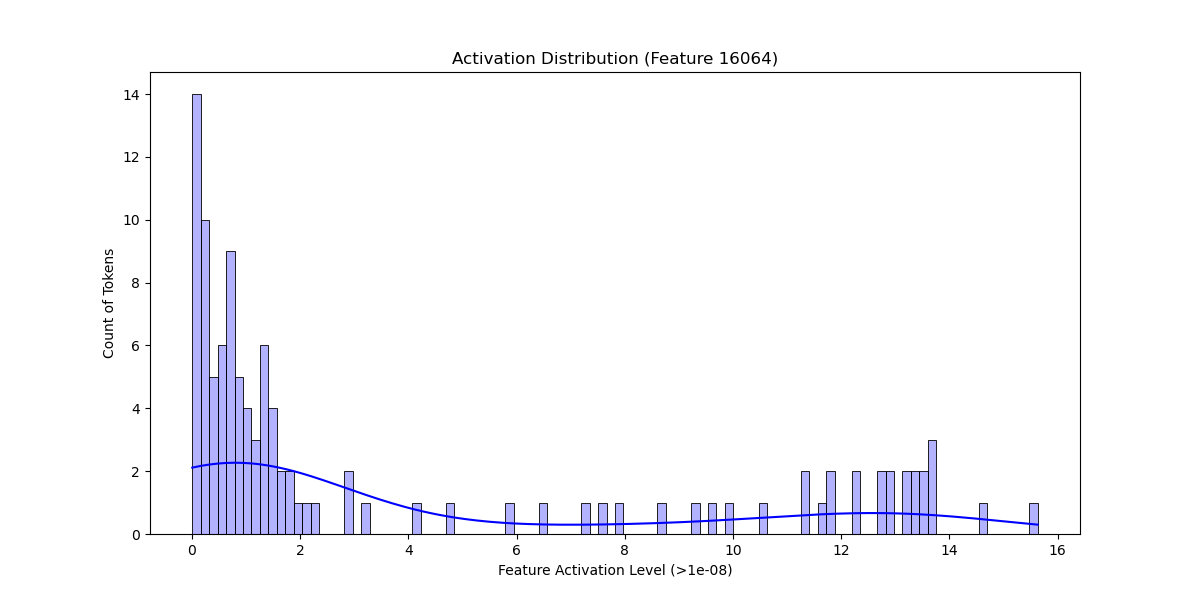 Activation Distribution (Feature 16064)
Count of Tokens
14
12
10
8
6
4
2
0
0 2 4 6 8 10 12 14 16
Feature Activation Level (>1e-08)